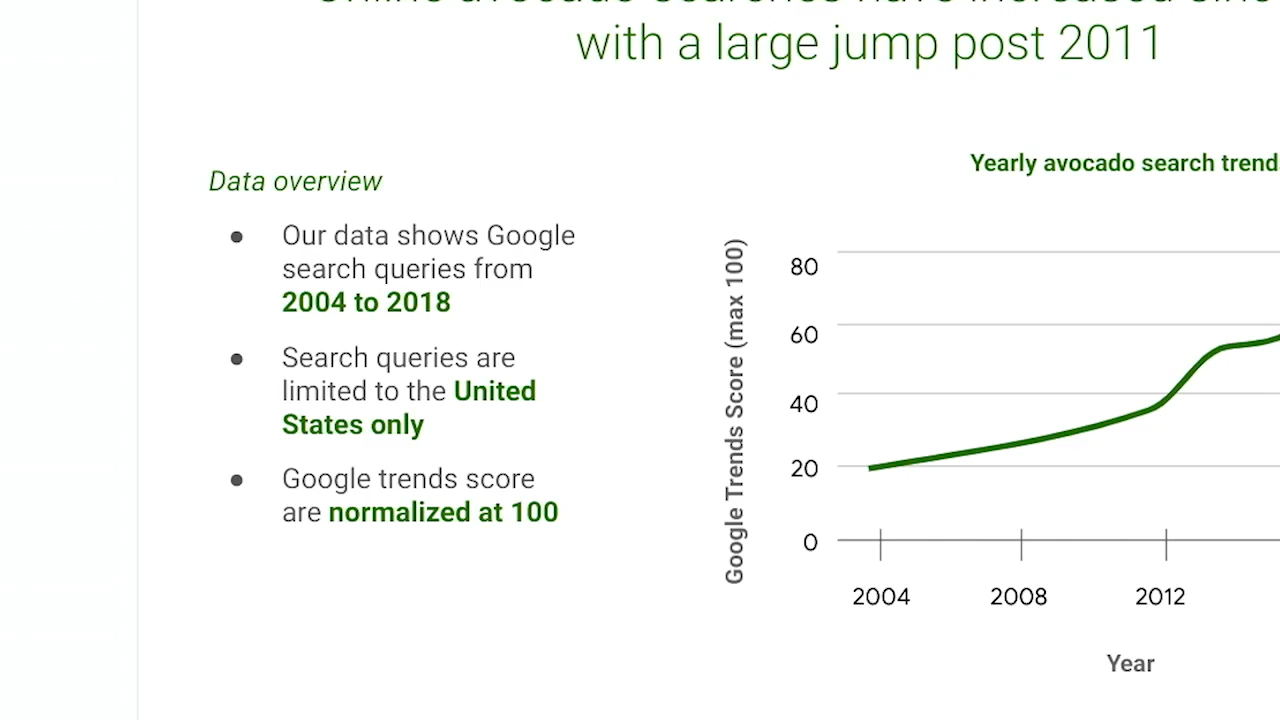 with a large jump post 2011
Data overview
● Our data shows Google
search queries from
2004 to 2018
● Search queries are
limited to the United
States only
● Google trends score
are normalized at 100
Yearly avocado search trend
Google Trends Score (max 100)
80
60
40
20
0
2004 2008 2012
Year